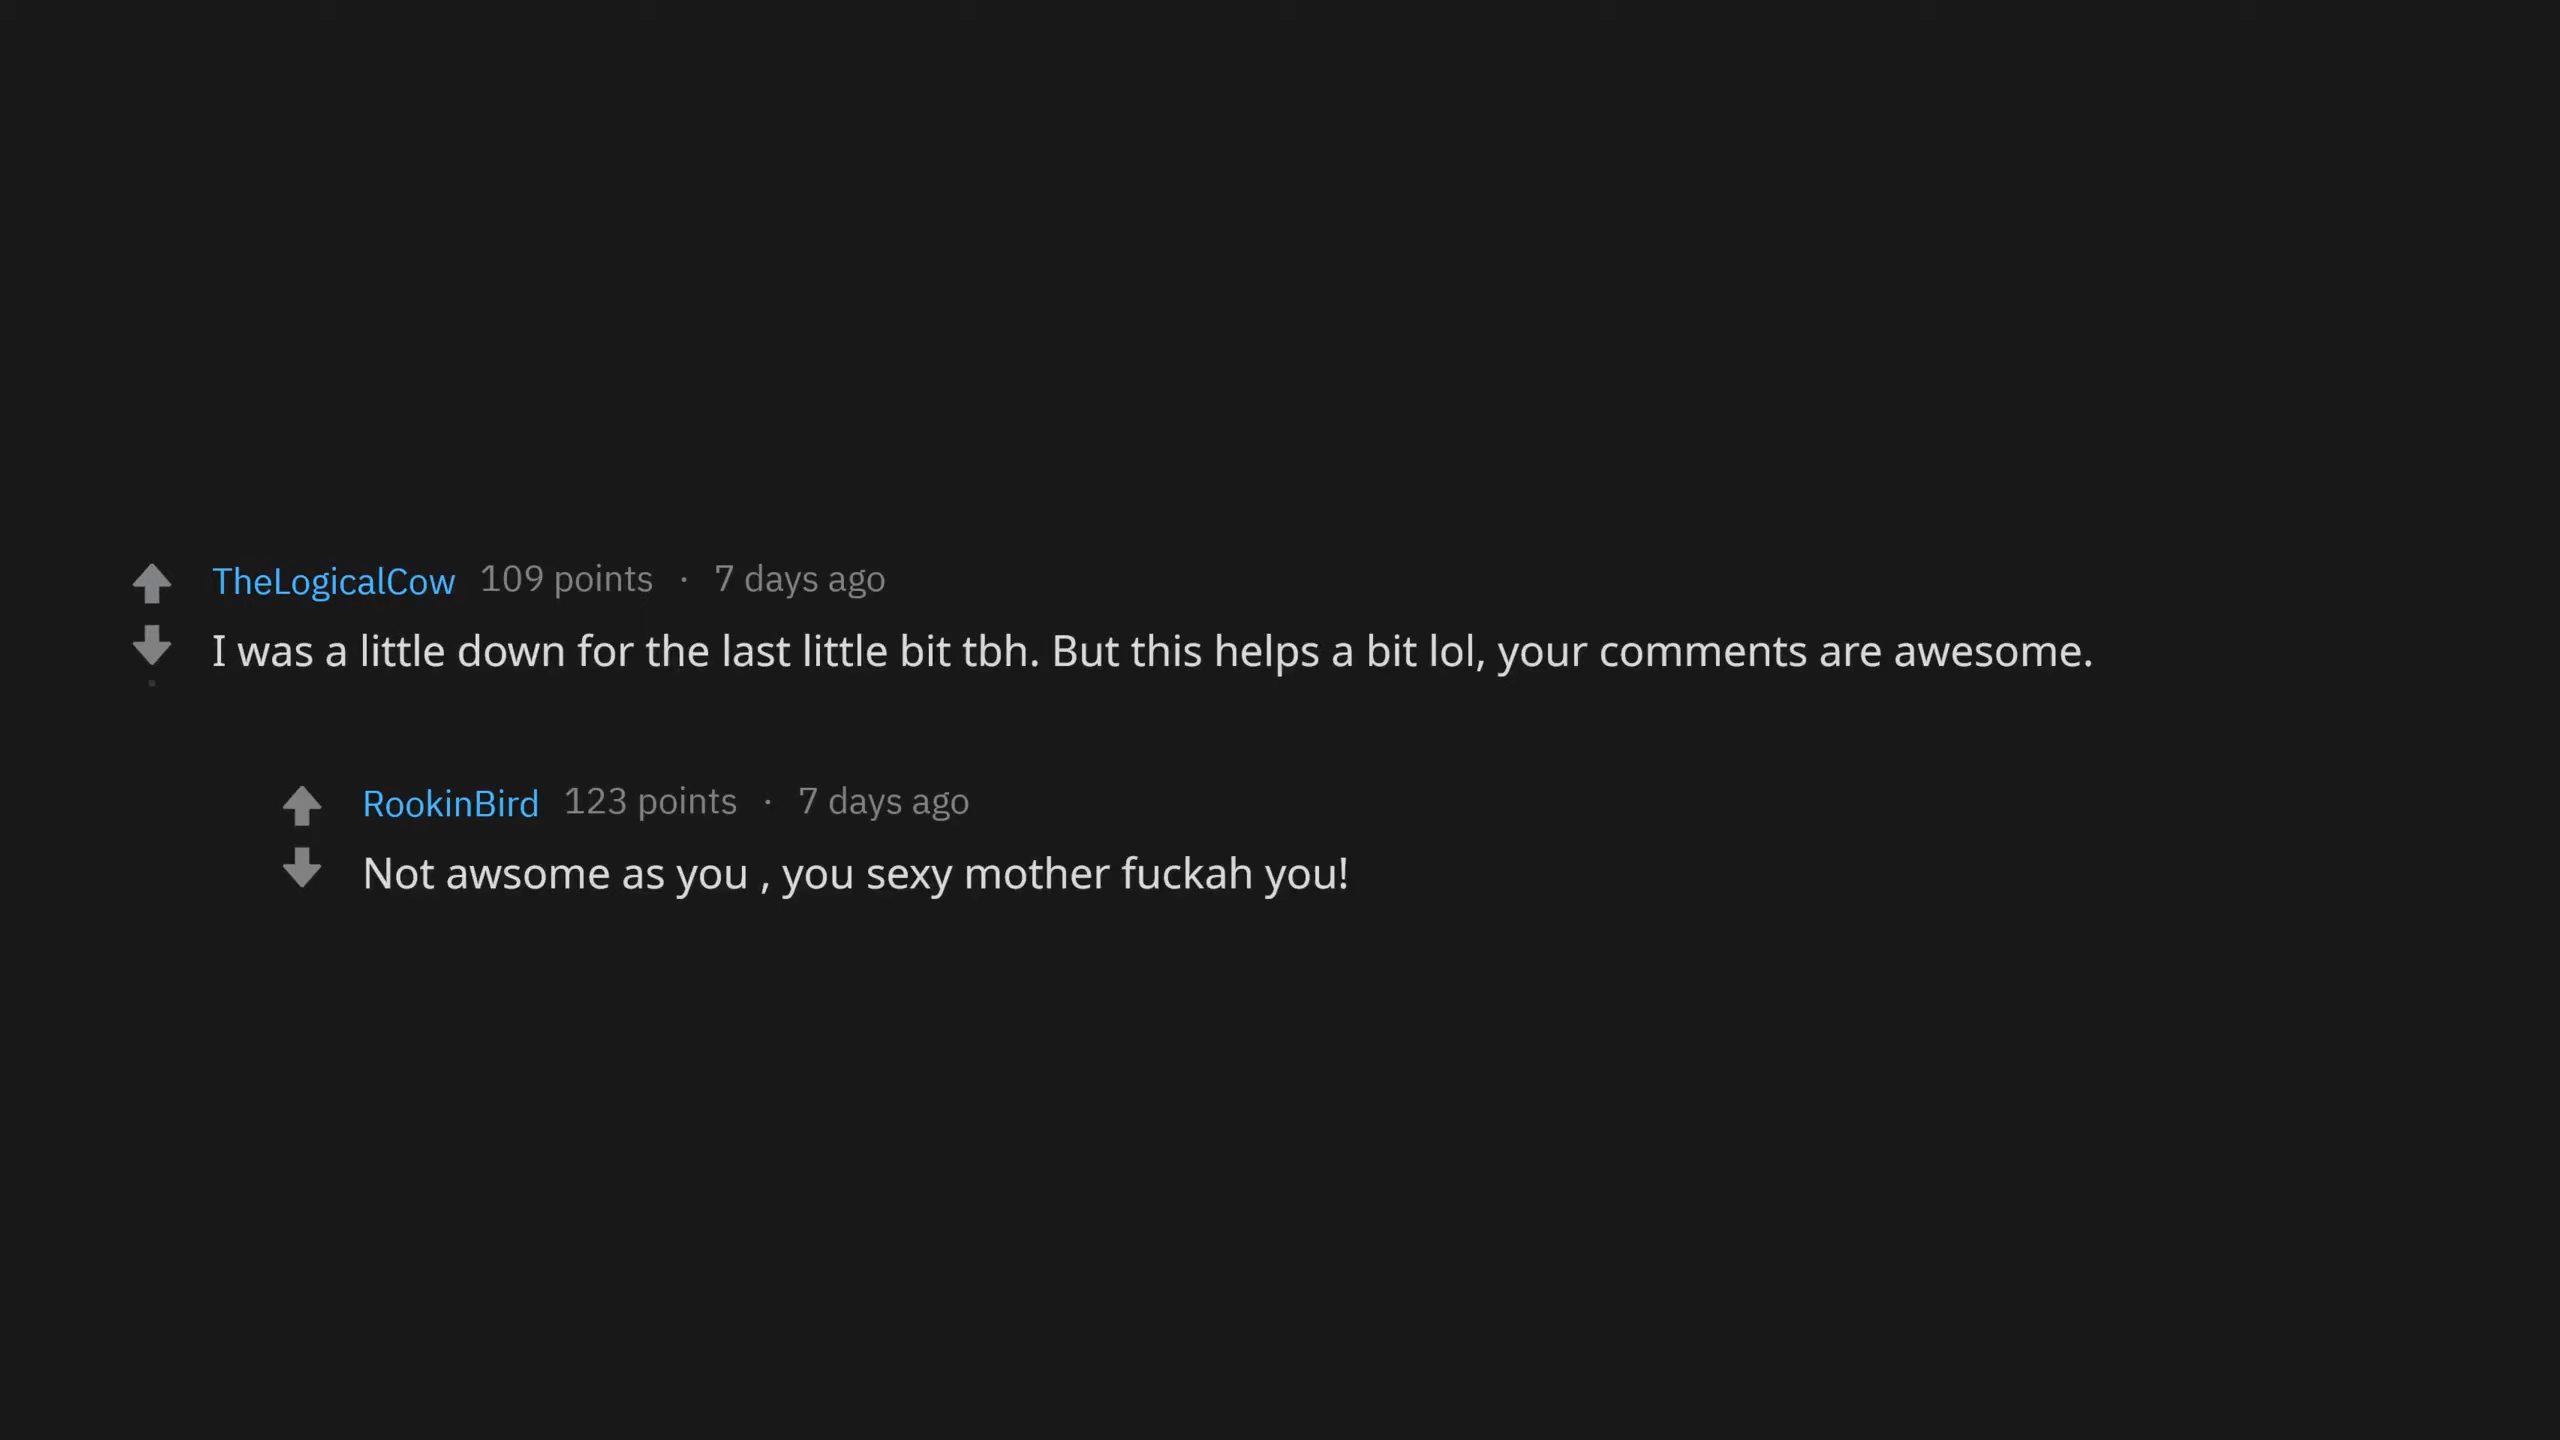 TheLogicalCow 109 points · 7 days ago
I was a little down for the last little bit tbh. But this helps a bit lol, your comments are awesome.
RookinBird 123 points · 7 days ago
Not awsome as you , you sexy mother fuckah you!